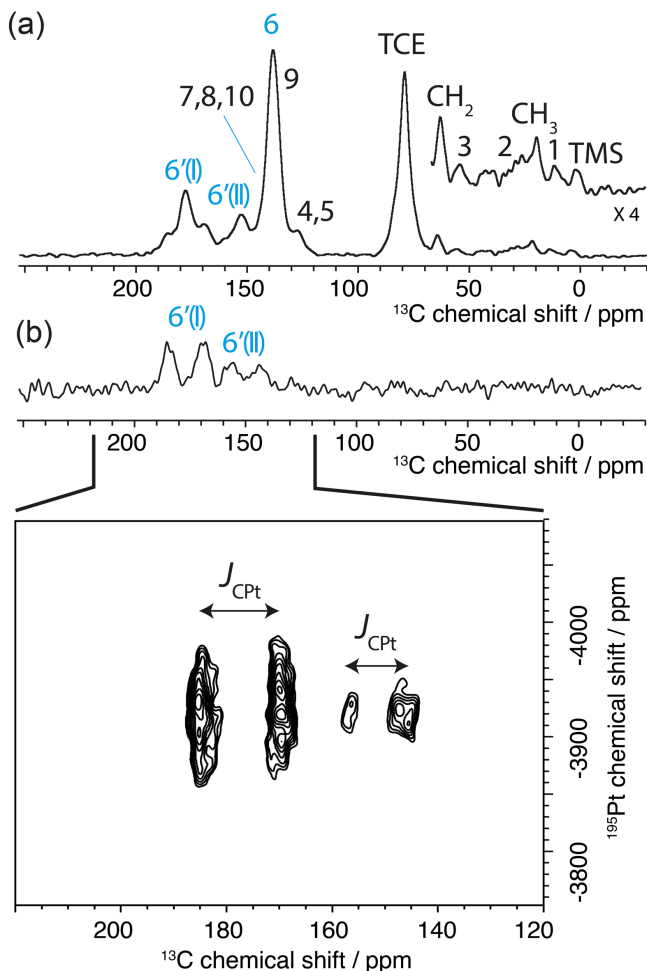 (a)
6
TCE
9
7,8,10
CH2
CH3
3
2
1
TMS
6'(I)
6'(II)
4,5
X 4
200
150
100
50
0
13C chemical shift / ppm
(b)
6'(I)
6'(II)
200
150
100
50
0
13C chemical shift / ppm
JCPt
JCPt
-4000
-3900
-3800
195Pt chemical shift / ppm
200
180
160
140
120
13C chemical shift / ppm